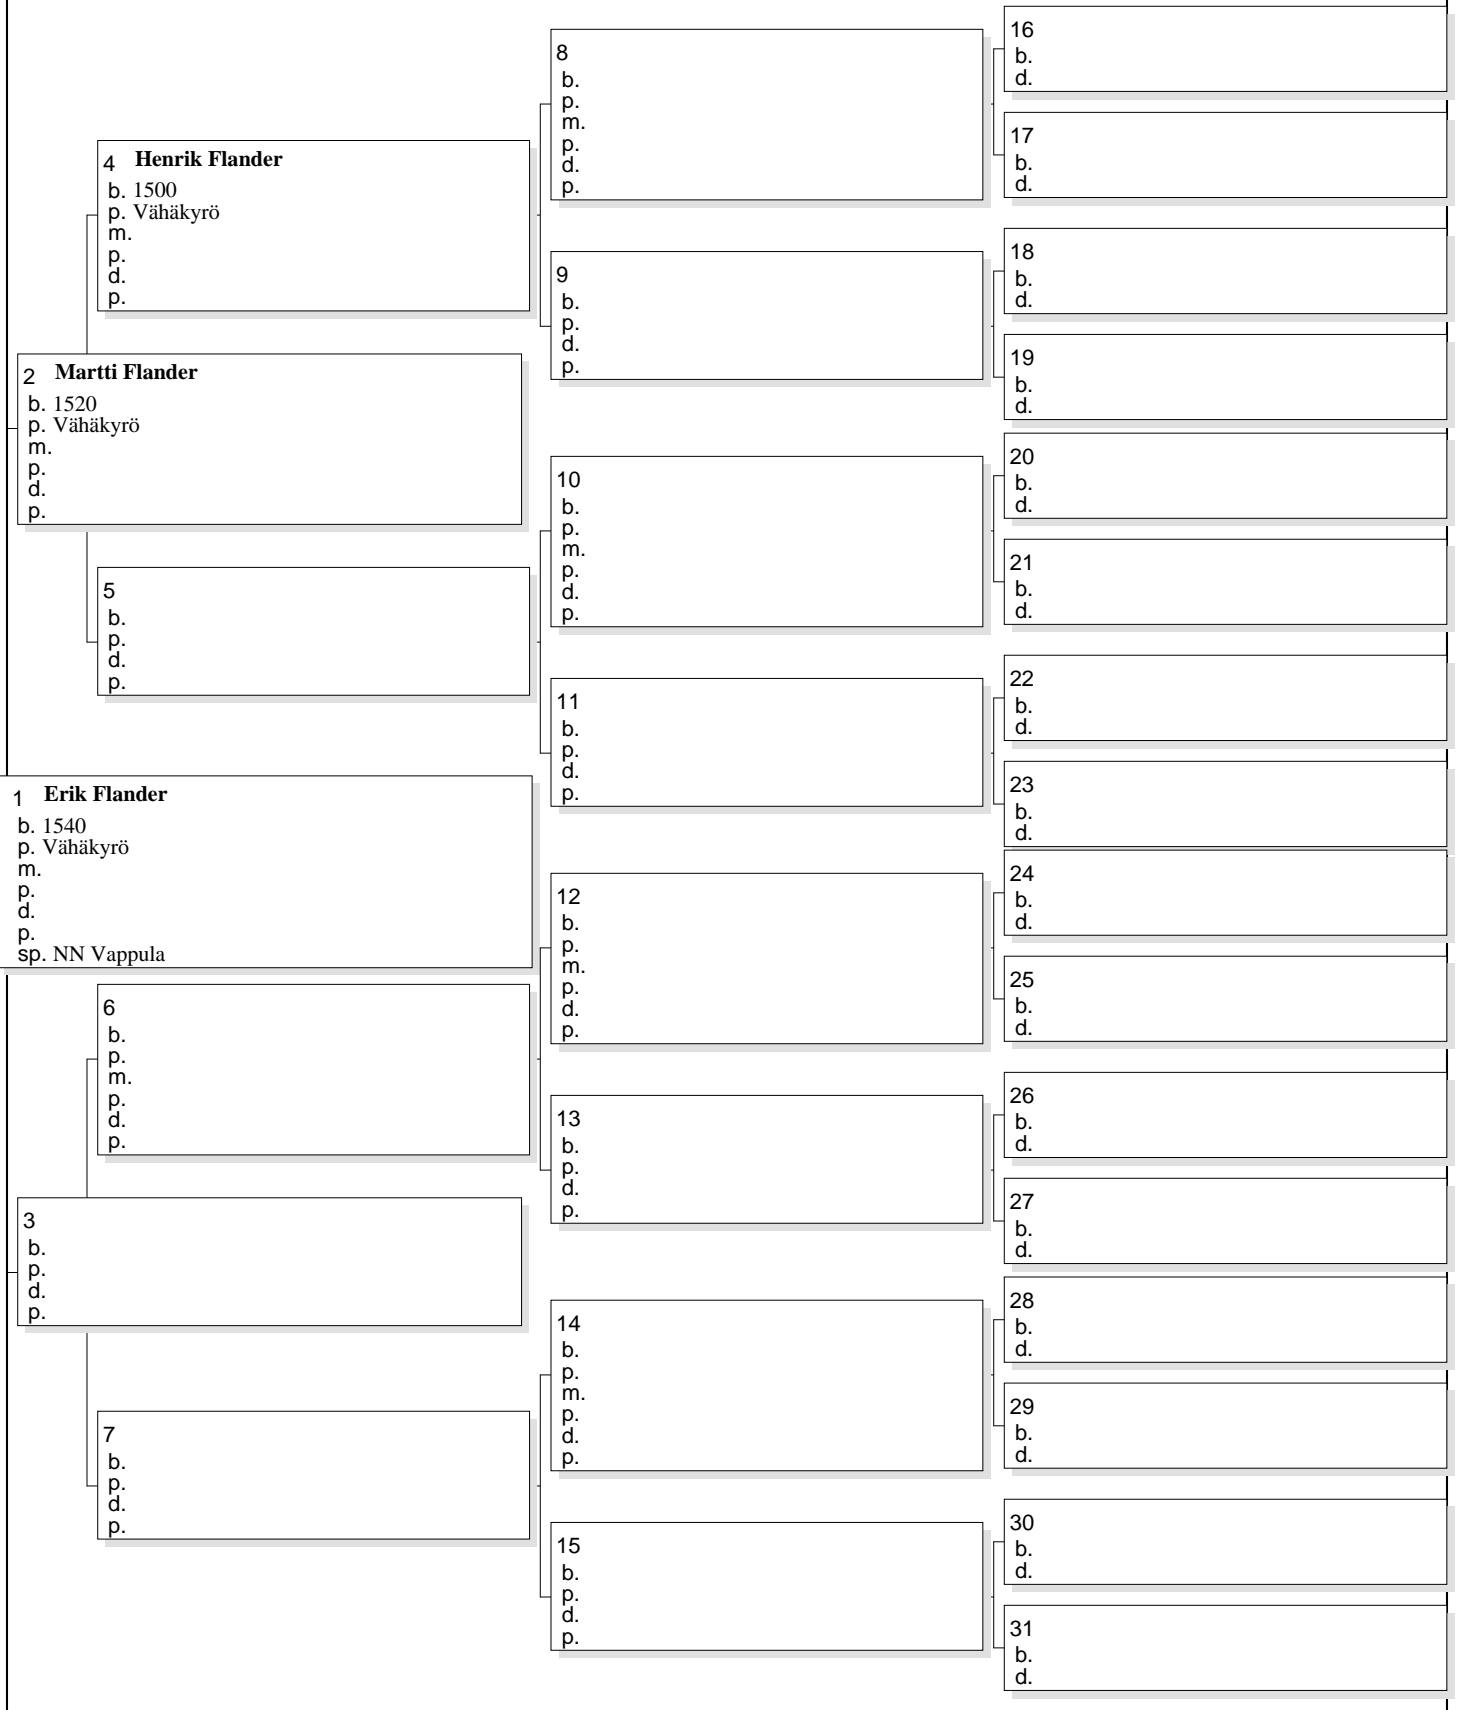 16
b.
d.
8
b.
p.
m.
p.
d.
p.
17
b.
d.
4 Henrik Flander
b. 1500
p. Vähäkyrö
m.
p.
d.
p.
18
b.
d.
9
b.
p.
d.
p.
19
b.
d.
2 Martti Flander
b. 1520
p. Vähäkyrö
m.
p.
d.
p.
20
b.
d.
10
b.
p.
m.
p.
d.
p.
21
b.
d.
5
b.
p.
d.
p.
22
b.
d.
11
b.
p.
d.
p.
23
b.
d.
1 Erik Flander
b. 1540
p. Vähäkyrö
m.
p.
d.
p.
sp. NN Vappula
24
b.
d.
12
b.
p.
m.
p.
d.
p.
25
b.
d.
6
b.
p.
m.
p.
d.
p.
26
b.
d.
13
b.
p.
d.
p.
27
b.
d.
3
b.
p.
d.
p.
28
b.
d.
14
b.
p.
m.
p.
d.
p.
29
b.
d.
7
b.
p.
d.
p.
30
b.
d.
15
b.
p.
d.
p.
31
b.
d.